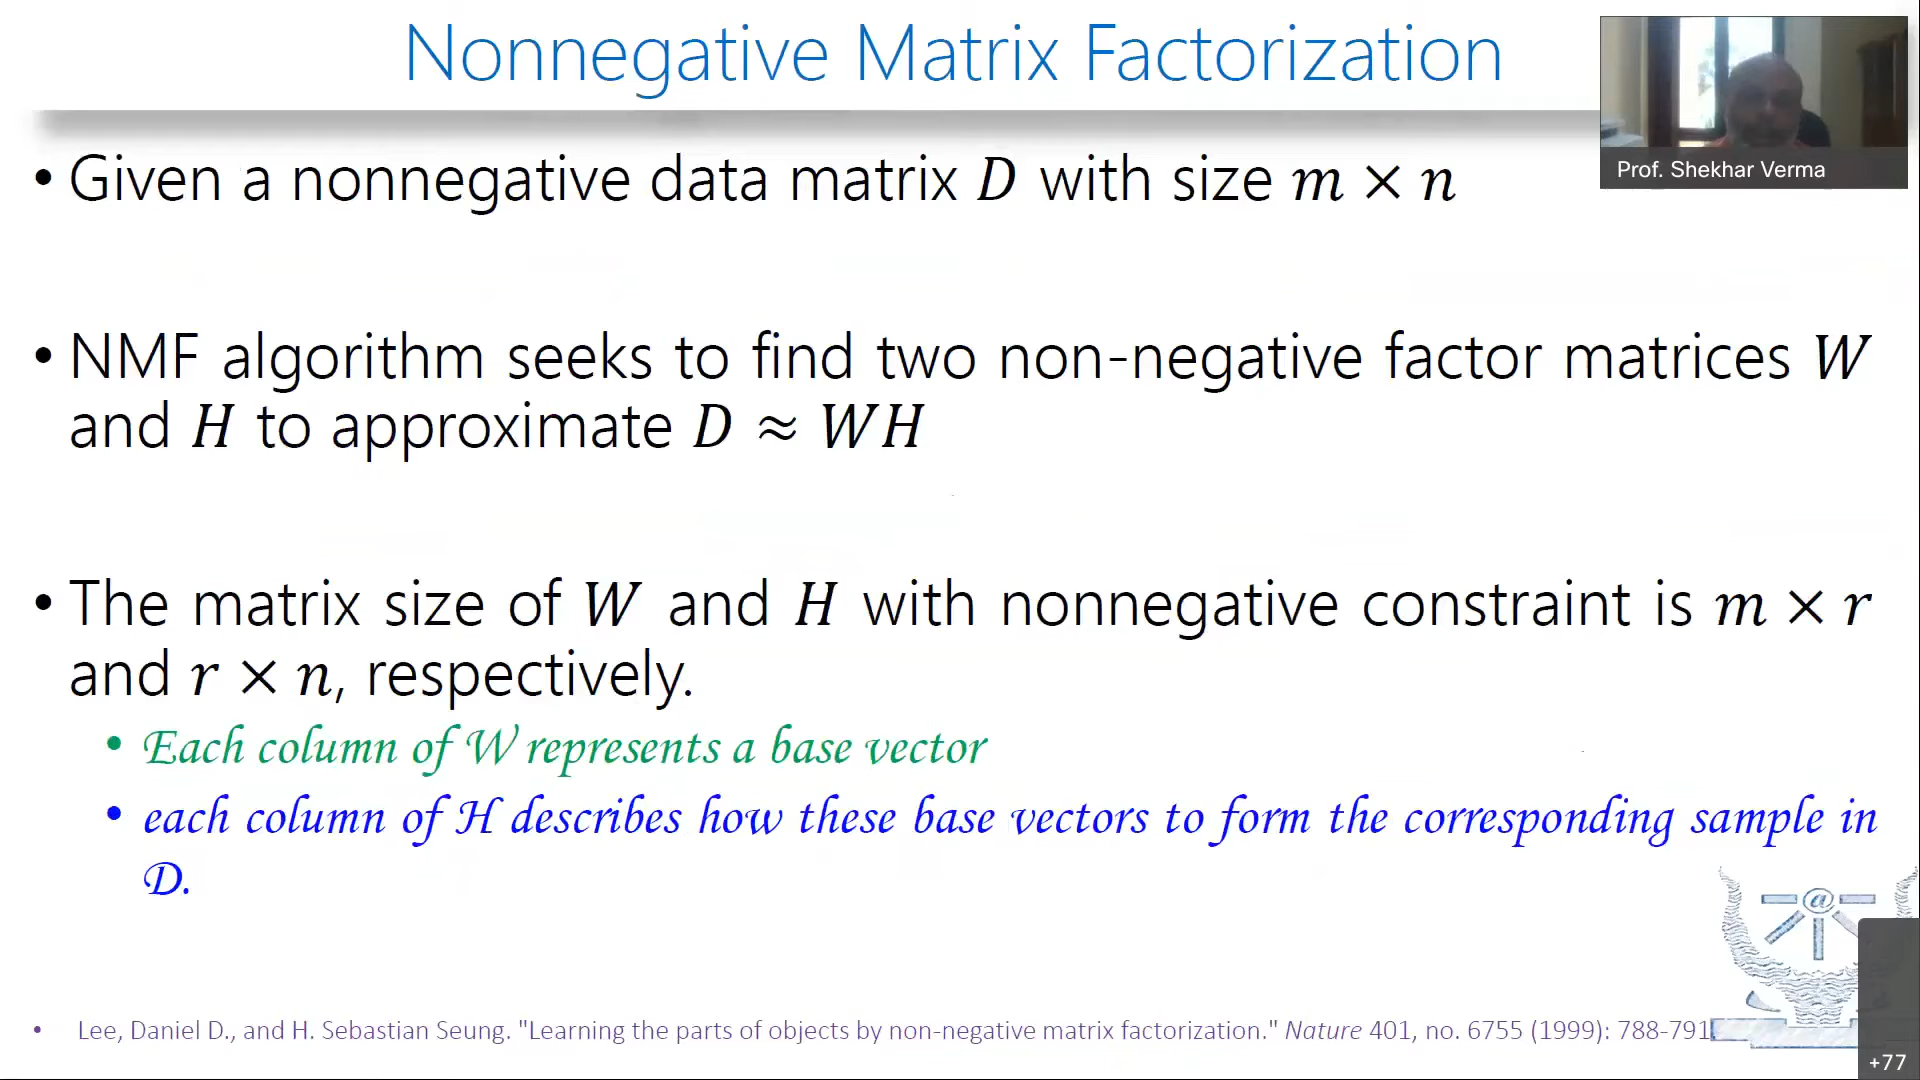 Nonnegative Matrix Factorization
Prof. Shekhar Verma
• Given a nonnegative data matrix D with size m × n
• NMF algorithm seeks to find two non-negative factor matrices W
and H to approximate D ≈ WH
• The matrix size of W and H with nonnegative constraint is m × r
and r × n, respectively.
• Each column of W represents a base vector
• each column of H describes how these base vectors to form the corresponding sample in
D.
• Lee, Daniel D., and H. Sebastian Seung. "Learning the parts of objects by non-negative matrix factorization." Nature 401, no. 6755 (1999): 788-791
@
+77